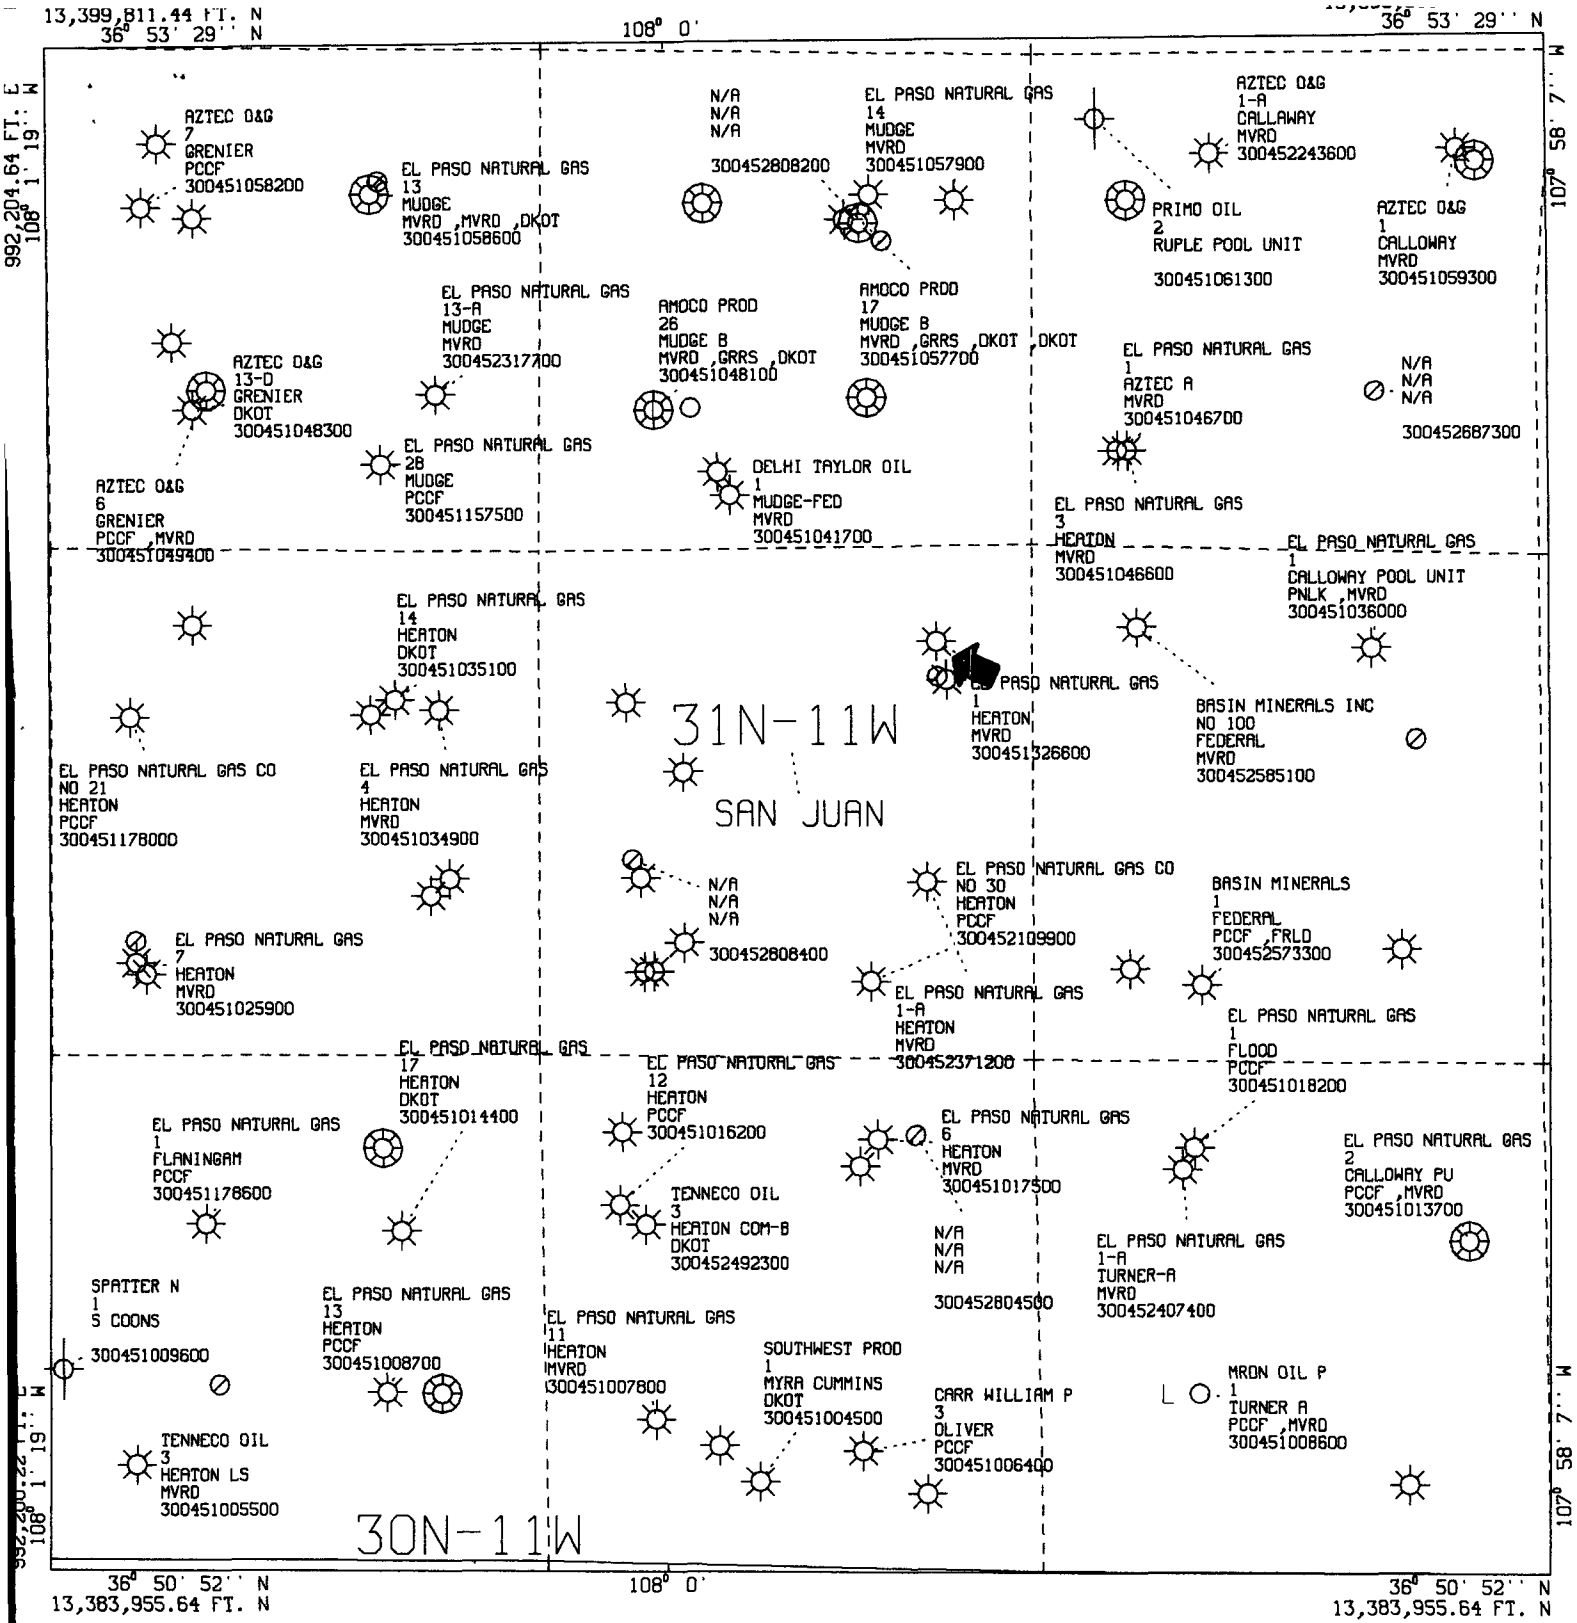 13,399,811.44 FT. N
36° 53' 29'' N
108° 0'
36° 53' 29'' N
992,204.64 FT. E
108° 1' 19'' W
107° 58' 7'' W
AZTEC O&G
7
GRENIER
PCCF
300451058200
EL PASO NATURAL GAS
13
MUDGE
MVRD ,MVRD ,DKOT
300451058600
N/A
N/A
N/A
300452808200
EL PASO NATURAL GAS
14
MUDGE
MVRD
300451057900
AZTEC O&G
1-A
CALLAWAY
MVRD
300452243600
PRIMO OIL
2
RUPLE POOL UNIT
300451061300
AZTEC O&G
1
CALLOWAY
MVRD
300451059300
EL PASO NATURAL GAS
13-A
MUDGE
MVRD
300452317700
AMOCO PROD
26
MUDGE B
MVRD ,GRRS ,DKOT
300451048100
AMOCO PROD
17
MUDGE B
MVRD ,GRRS ,DKOT ,DKOT
300451057700
EL PASO NATURAL GAS
1
AZTEC A
MVRD
300451046700
N/A
N/A
N/A
300452687300
AZTEC O&G
13-D
GRENIER
DKOT
300451048300
AZTEC O&G
6
GRENIER
PCCF ,MVRD
300451049400
EL PASO NATURAL GAS
28
MUDGE
PCCF
300451157500
DELHI TAYLOR OIL
1
MUDGE-FED
MVRD
300451041700
EL PASO NATURAL GAS
3
HEATON
MVRD
300451046600
EL PASO NATURAL GAS
1
CALLOWAY POOL UNIT
PNLK ,MVRD
300451036000
EL PASO NATURAL GAS
14
HEATON
DKOT
300451035100
31N-11W
SAN JUAN
EL PASO NATURAL GAS
1
HEATON
MVRD
300451326600
BASIN MINERALS INC
NO 100
FEDERAL
MVRD
300452585100
EL PASO NATURAL GAS CO
NO 21
HEATON
PCCF
300451178000
EL PASO NATURAL GAS
4
HEATON
MVRD
300451034900
N/A
N/A
N/A
300452808400
EL PASO NATURAL GAS CO
NO 30
HEATON
PCCF
300452109900
BASIN MINERALS
1
FEDERAL
PCCF ,FRLD
300452573300
EL PASO NATURAL GAS
7
HEATON
MVRD
300451025900
EL PASO NATURAL GAS
1-A
HEATON
MVRD
300452371200
EL PASO NATURAL GAS
1
FLOOD
PCCF
300451018200
EL PASO NATURAL GAS
17
HEATON
DKOT
300451014400
EL PASO NATURAL GAS
12
HEATON
PCCF
300451016200
EL PASO NATURAL GAS
6
HEATON
MVRD
300451017500
EL PASO NATURAL GAS
1
FLANINGAM
PCCF
300451178600
EL PASO NATURAL GAS
2
CALLOWAY PU
PCCF ,MVRD
300451013700
TENNECO OIL
3
HEATON COM-B
DKOT
300452492300
N/A
N/A
N/A
300452804500
EL PASO NATURAL GAS
1-A
TURNER-A
MVRD
300452407400
SPATTER N
1
S COONS
300451009600
EL PASO NATURAL GAS
13
HEATON
PCCF
300451008700
EL PASO NATURAL GAS
11
HEATON
MVRD
300451007800
SOUTHWEST PROD
1
MYRA CUMMINS
DKOT
300451004500
CARR WILLIAM P
3
OLIVER
PCCF
300451006400
L
MRDN OIL P
1
TURNER A
PCCF ,MVRD
300451008600
TENNECO OIL
3
HEATON LS
MVRD
300451005500
30N-11W
108° 1' 19'' W
107° 58' 7'' W
36° 50' 52'' N
13,383,955.64 FT. N
108° 0'
36° 50' 52'' N
13,383,955.64 FT. N